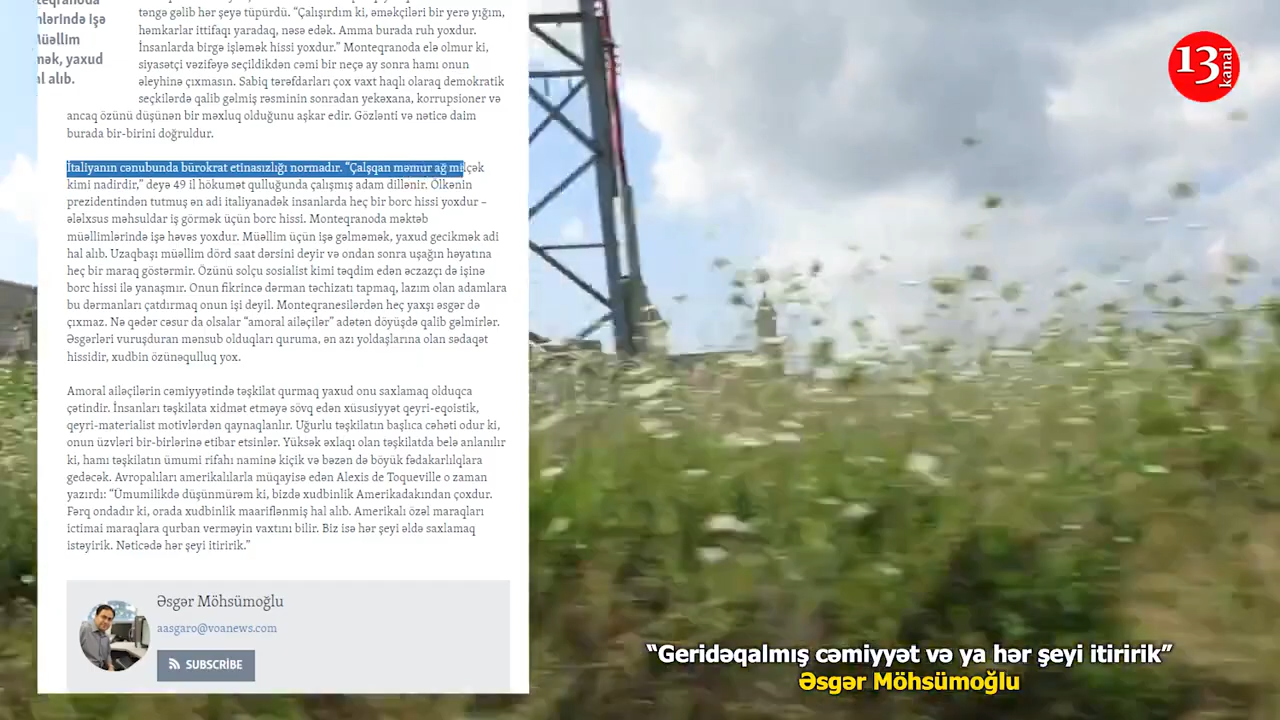 nlərində işə
Müəllim
mək, yaxud
hal alıb.
təngə gəlib hər şeyə tüpürdü. “Çalışırdım ki, əməkçiləri bir yerə yığım,
həmkarlar ittifaqı yaradaq, nəsə edək. Amma burada ruh yoxdur.
İnsanlarda birgə işləmək hissi yoxdur.” Monteqranoda elə olmur ki,
siyasətçi vəzifəyə seçildikdən cəmi bir neçə ay sonra hamı onun
əleyhinə çıxmasın. Sabiq tərəfdarları çox vaxt haqlı olaraq demokratik
seçkilərdə qalib gəlmiş rəsminin sonradan yekəxana, korrupsioner və
ancaq özünü düşünən bir məxluq olduğunu aşkar edir. Gözlənti və nəticə daim
burada bir-birini doğruldur.
İtaliyanın cənubunda bürokrat etinasızlığı normadır. “Çalşqan məmur ağ milçək
kimi nadirdir,” deyə 49 il hökumət qulluğunda çalışmış adam dillənir. Ölkənin
prezidentindən tutmuş ən adi italiyanadək insanlarda heç bir borc hissi yoxdur –
ələlxsus məhsuldar iş görmək üçün borc hissi. Monteqranoda məktəb
müəllimlərində işə həvəs yoxdur. Müəllim üçün işə gəlməmək, yaxud gecikmək adi
hal alıb. Uzaqbaşı müəllim dörd saat dərsini deyir və ondan sonra uşağın həyatına
heç bir maraq göstərmir. Özünü solçu sosialist kimi təqdim edən əczazçı də işinə
borc hissi ilə yanaşmır. Onun fikrincə dərman təchizatı tapmaq, lazım olan adamlara
bu dərmanları çatdırmaq onun işi deyil. Monteqranesilərdən heç yaxşı əsgər də
çıxmaz. Nə qədər cəsur da olsalar “amoral ailəçilər” adətən döyüşdə qalib gəlmirlər.
Əsgərləri vuruşduran mənsub olduqları quruma, ən azı yoldaşlarına olan sədaqət
hissidir, xudbin özünəqulluq yox.
Amoral ailəçilərin cəmiyyətində təşkilat qurmaq yaxud onu saxlamaq olduqca
çətindir. İnsanları təşkilata xidmət etməyə sövq edən xüsusiyyət qeyri-eqoistik,
qeyri-materialist motivlərdən qaynaqlanlır. Uğurlu təşkilatın başlıca cəhəti odur ki,
onun üzvləri bir-birlərinə etibar etsinlər. Yüksək əxlaqı olan təşkilatda belə anlanılır
ki, hamı təşkilatın ümumi rifahı naminə kiçik və bəzən də böyük fədakarlılqlara
gedəcək. Avropalıları amerikalılarla müqayisə edən Alexis de Toqueville o zaman
yazırdı: “Ümumilikdə düşünmürəm ki, bizdə xudbinlik Amerikadakından çoxdur.
Fərq ondadır ki, orada xudbinlik maariflənmiş hal alıb. Amerikalı özəl maraqları
ictimai maraqlara qurban verməyin vaxtını bilir. Biz isə hər şeyi əldə saxlamaq
istəyirik. Nəticədə hər şeyi itiririk.”
Əsgər Möhsümoğlu
aasgaro@voanews.com
SUBSCRİBE
13 kanal
“Geridəqalmış cəmiyyət və ya hər şeyi itiririk”
Əsgər Möhsümoğlu